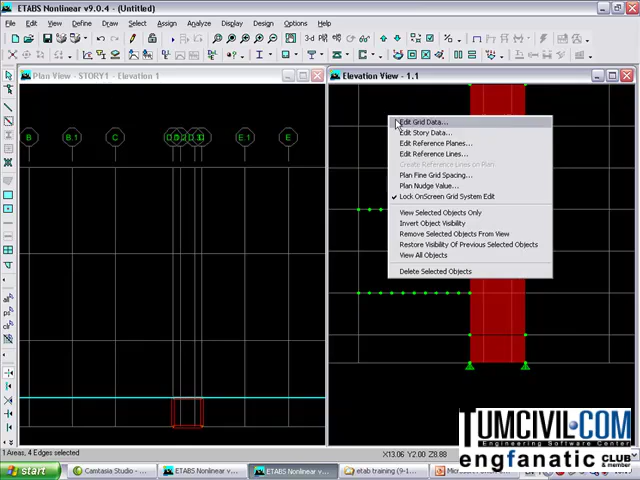 ETABS Nonlinear v9.0.4 - (Untitled)
File Edit View Define Draw Select Assign Analyze Display Design Options Help
Plan View - STORY1 - Elevation 1
Elevation View - 1.1
B B.1 C E.1 E
Edit Grid Data...
Edit Story Data...
Edit Reference Planes...
Edit Reference Lines...
Create Reference Lines on Plan
Plan Fine Grid Spacing...
Plan Nudge Value...
Lock OnScreen Grid System Edit
View Selected Objects Only
Invert Object Visibility
Remove Selected Objects From View
Restore Visibility Of Previous Selected Objects
View All Objects
Delete Selected Objects
TUMCIVIL.COM
Engineering Software Center
engfanatic CLUB
& member
1 Areas, 4 Edges selected
X13.06 Y2.00 Z8.88
start
Camtasia Studio - ...
ETABS Nonlinear v...
ETABS Nonlinear v...
etab training (9-1...
Microsoft